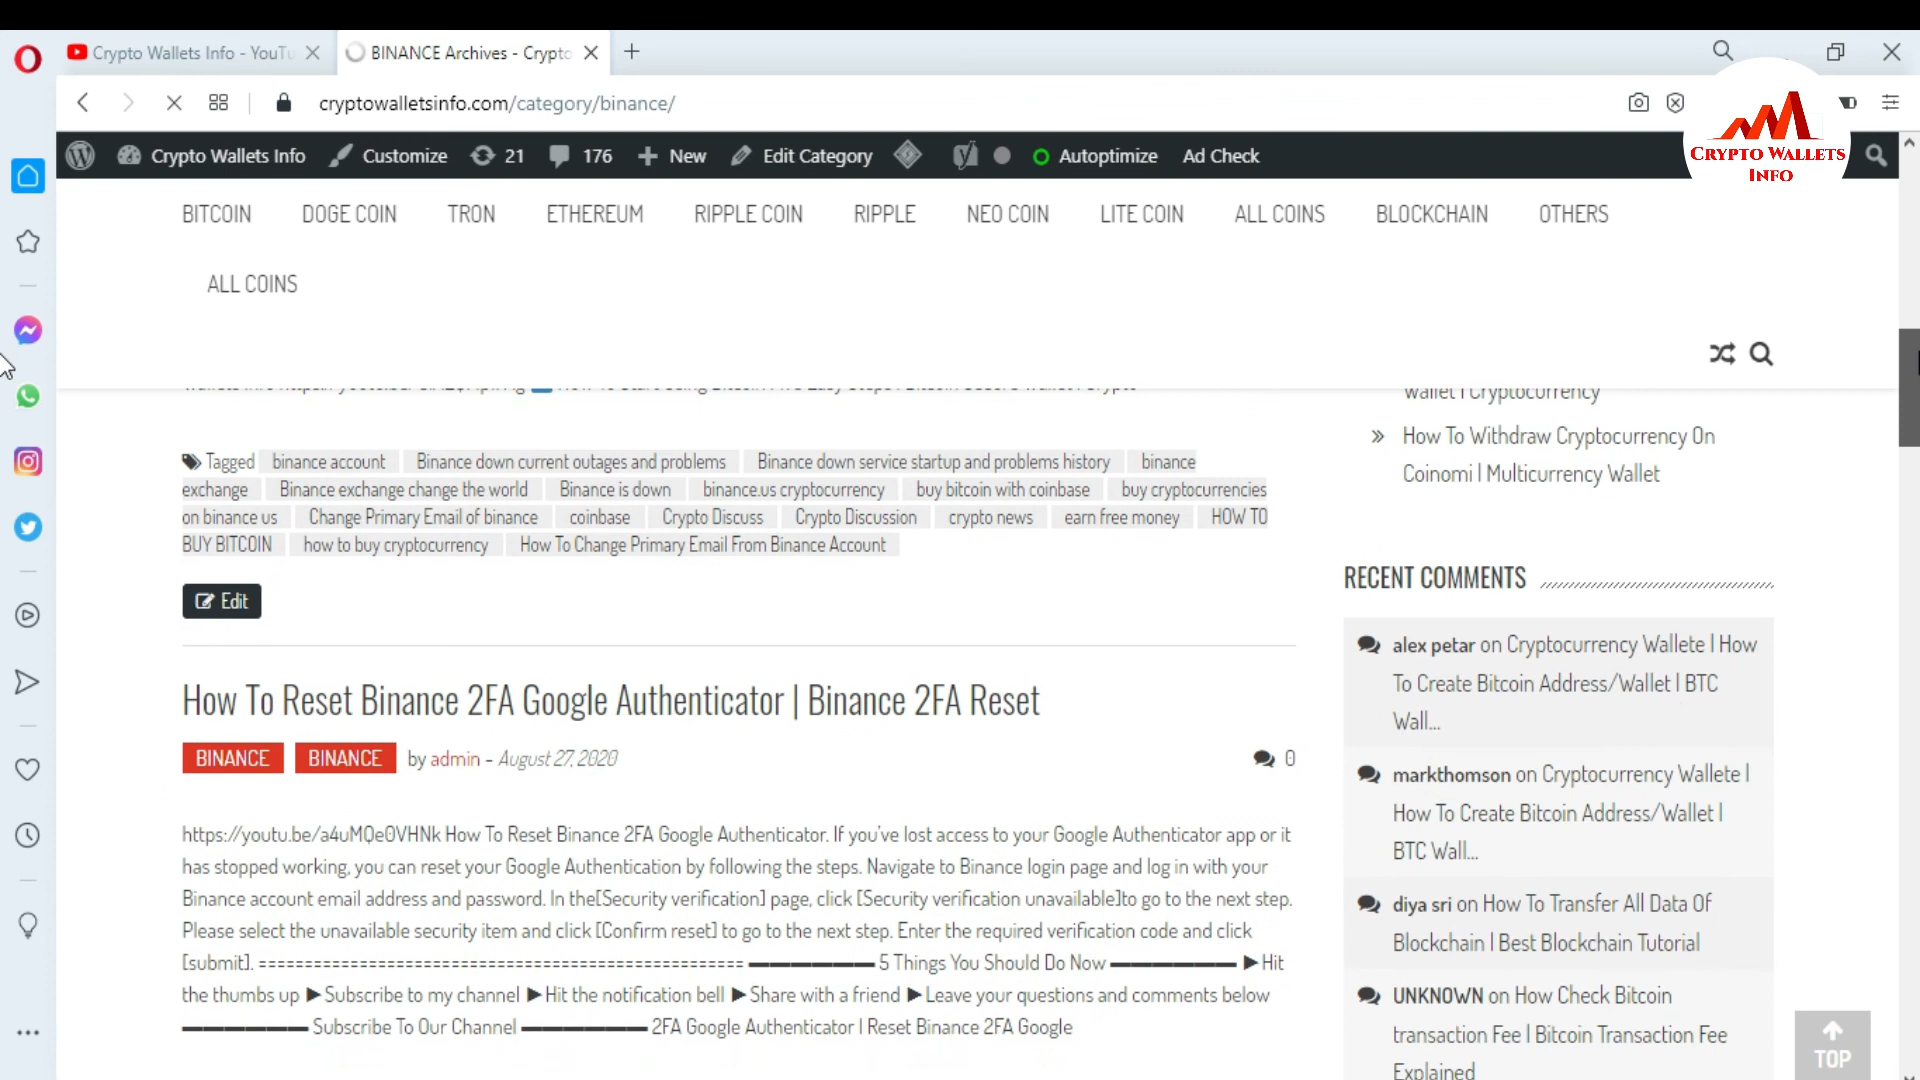 Crypto Wallets Info - YouTu
BINANCE Archives - Crypto
cryptowalletsinfo.com/category/binance/
CRYPTO WALLETS
INFO
Crypto Wallets Info Customize 21 176 New Edit Category Autoptimize Ad Check
BITCOIN DOGE COIN TRON ETHEREUM RIPPLE COIN RIPPLE NEO COIN LITE COIN ALL COINS BLOCKCHAIN OTHERS
ALL COINS
Tagged binance account Binance down current outages and problems Binance down service startup and problems history binance
exchange Binance exchange change the world Binance is down binance.us cryptocurrency buy bitcoin with coinbase buy cryptocurrencies
on binance us Change Primary Email of binance coinbase Crypto Discuss Crypto Discussion crypto news earn free money HOW TO
BUY BITCOIN how to buy cryptocurrency How To Change Primary Email From Binance Account
Edit
How To Reset Binance 2FA Google Authenticator | Binance 2FA Reset
BINANCE BINANCE by admin - August 27, 2020 0
https://youtu.be/a4uMQe0VHNk How To Reset Binance 2FA Google Authenticator. If you've lost access to your Google Authenticator app or it
has stopped working, you can reset your Google Authentication by following the steps. Navigate to Binance login page and log in with your
Binance account email address and password. In the[Security verification] page, click [Security verification unavailable]to go to the next step.
Please select the unavailable security item and click [Confirm reset] to go to the next step. Enter the required verification code and click
[submit]. ================================================== ▬▬▬▬▬▬▬ 5 Things You Should Do Now ▬▬▬▬▬▬▬ ►Hit
the thumbs up ►Subscribe to my channel ►Hit the notification bell ►Share with a friend ►Leave your questions and comments below
▬▬▬▬▬▬▬ Subscribe To Our Channel ▬▬▬▬▬▬▬ 2FA Google Authenticator | Reset Binance 2FA Google
Wallet | Cryptocurrency
» How To Withdraw Cryptocurrency On
Coinomi | Multicurrency Wallet
RECENT COMMENTS
alex petar on Cryptocurrency Wallete | How
To Create Bitcoin Address/Wallet | BTC
Wall...
markthomson on Cryptocurrency Wallete |
How To Create Bitcoin Address/Wallet |
BTC Wall...
diya sri on How To Transfer All Data Of
Blockchain | Best Blockchain Tutorial
UNKNOWN on How Check Bitcoin
transaction Fee | Bitcoin Transaction Fee
Explained
TOP